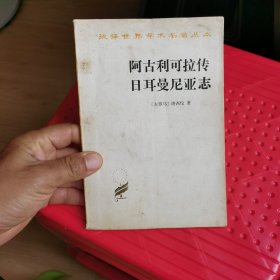 汉译世界学术名著丛书
阿古利可拉传
日耳曼尼亚志
〔古罗马〕塔西佗 著